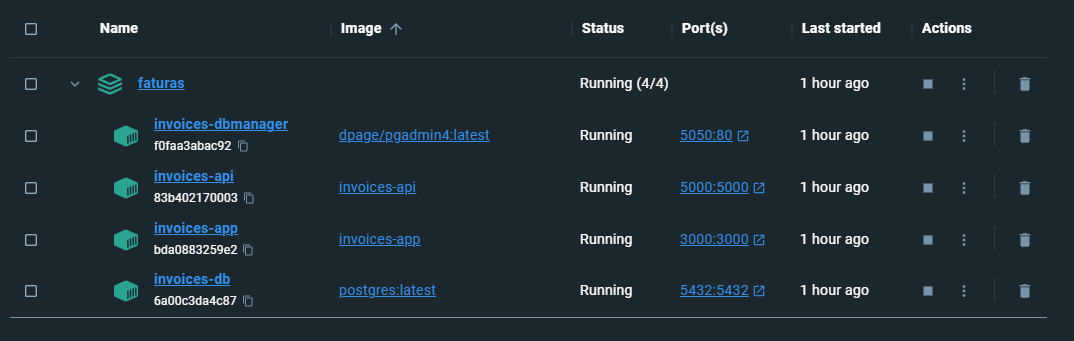 Name Image Status Port(s) Last started Actions
faturas Running (4/4) 1 hour ago
invoices-dbmanager dpage/pgadmin4:latest Running 5050:80 1 hour ago
f0faa3abac92
invoices-api invoices-api Running 5000:5000 1 hour ago
83b402170003
invoices-app invoices-app Running 3000:3000 1 hour ago
bda0883259e2
invoices-db postgres:latest Running 5432:5432 1 hour ago
6a00c3da4c87